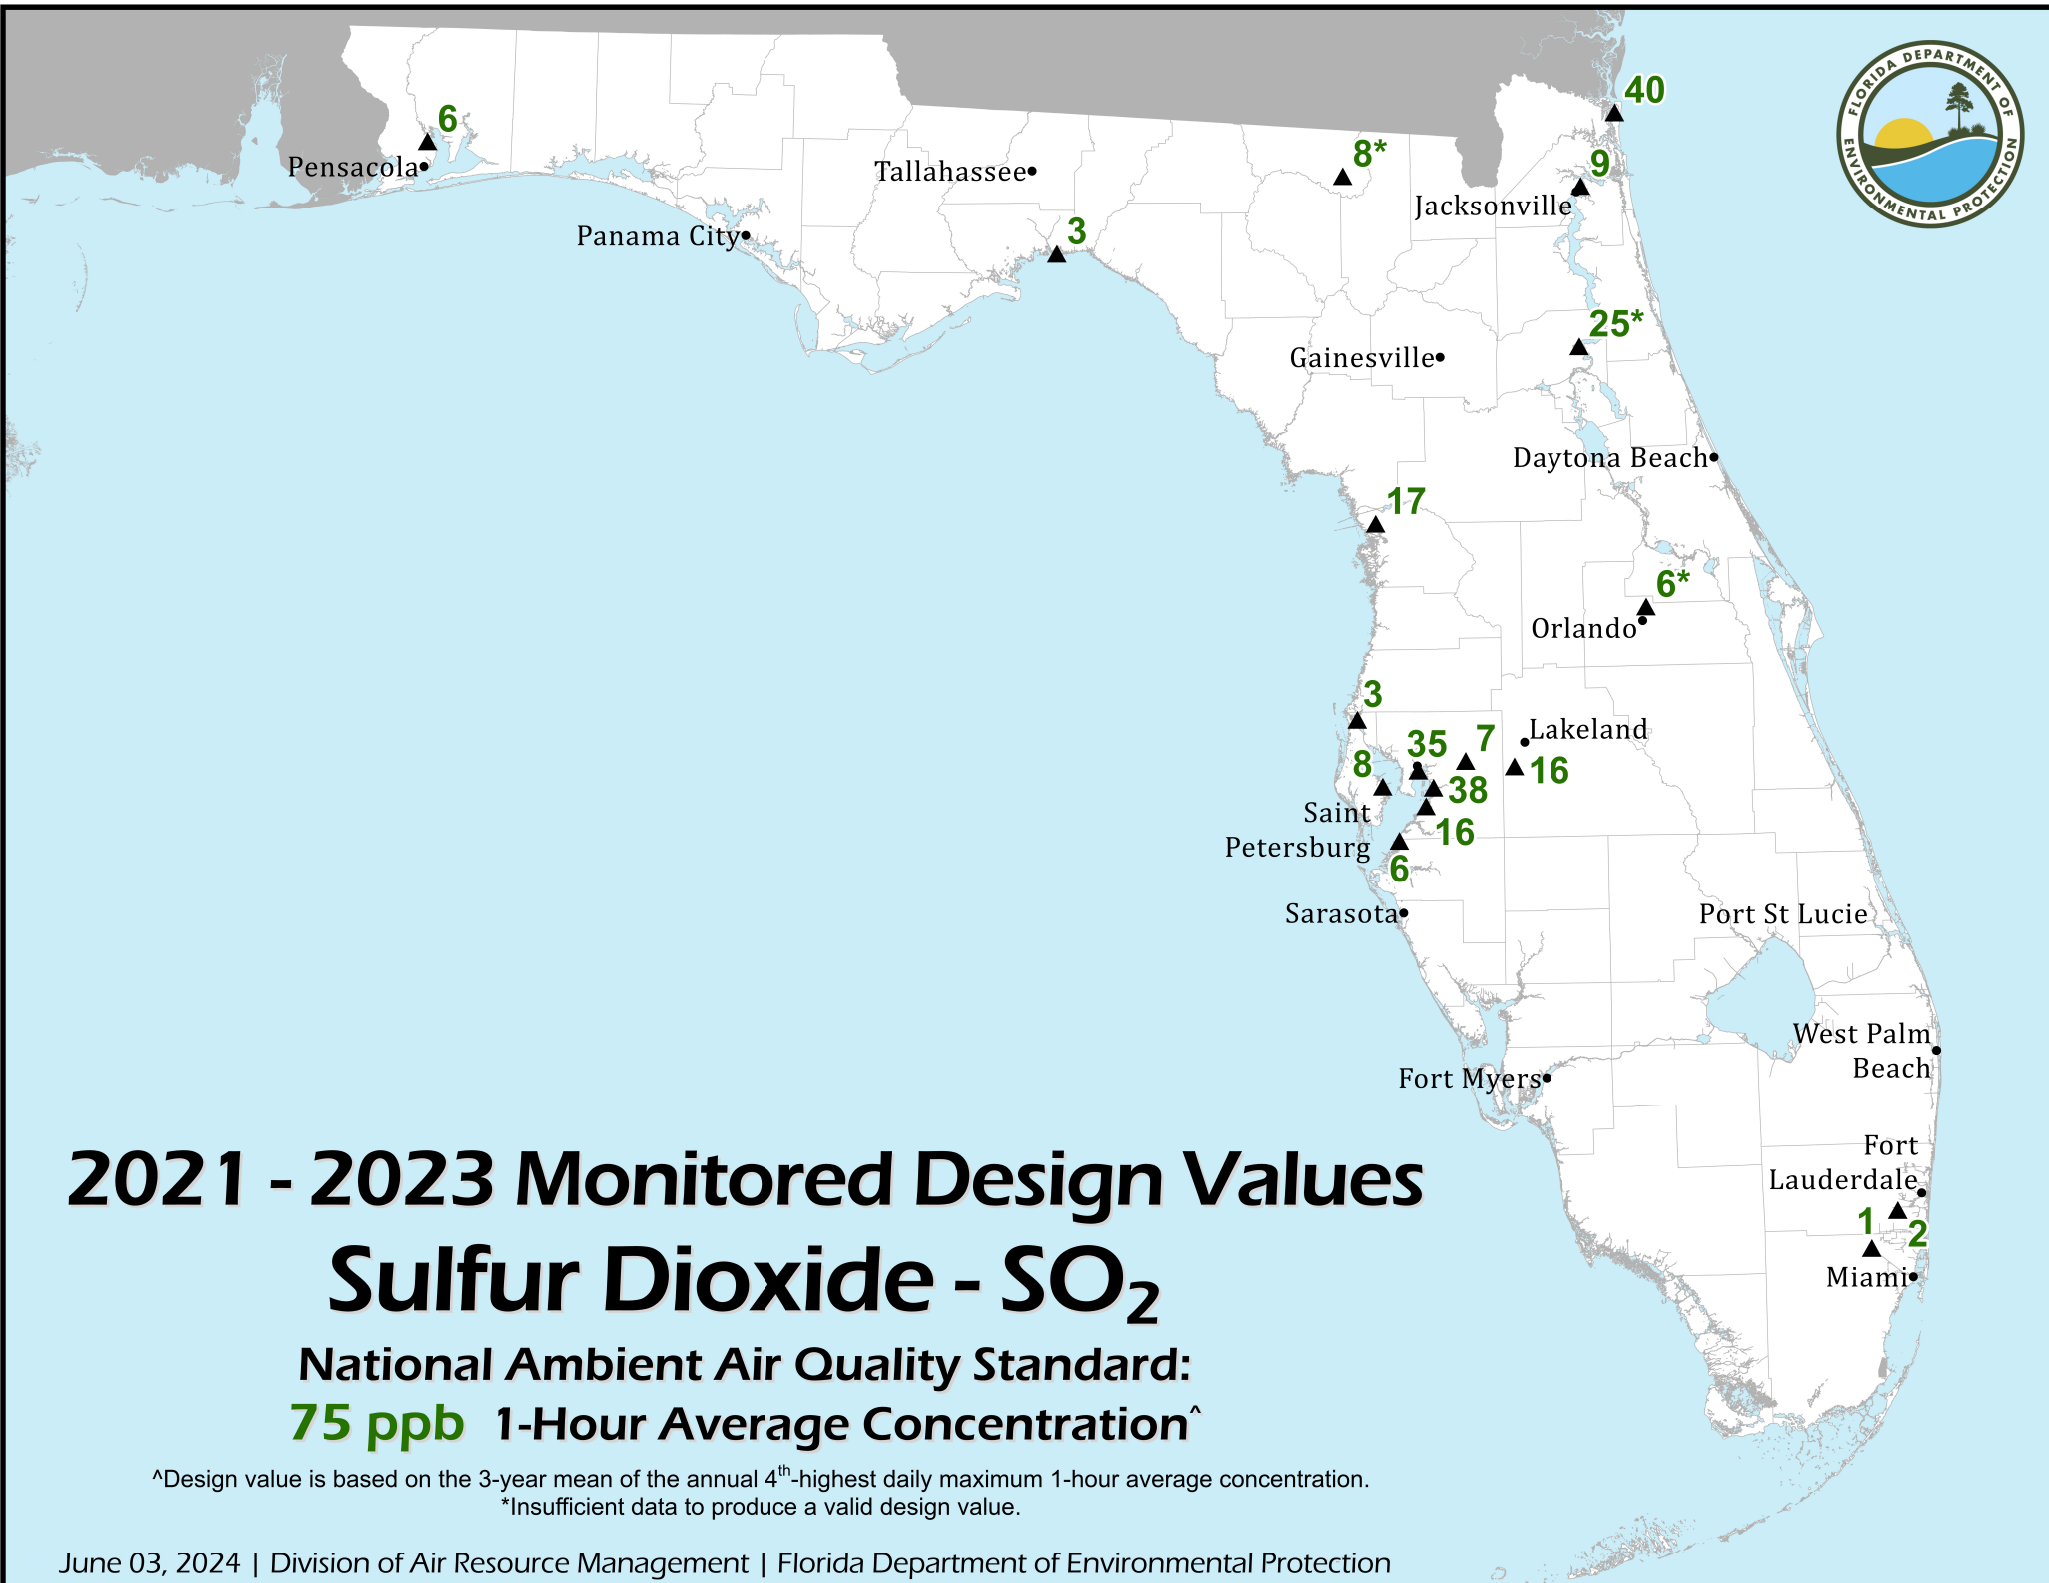 FLORIDA DEPARTMENT OF
ENVIRONMENTAL PROTECTION
40
6
Pensacola
Tallahassee
8*
9
Jacksonville
Panama City
3
25*
Gainesville
Daytona Beach
17
6*
Orlando
3
Lakeland
35
7
8
16
38
Saint
Petersburg
16
6
Sarasota
Port St Lucie
West Palm
Beach
Fort Myers
Fort
Lauderdale
1
2
Miami
2021 - 2023 Monitored Design Values
Sulfur Dioxide - SO₂
National Ambient Air Quality Standard:
75 ppb 1-Hour Average Concentration^
^Design value is based on the 3-year mean of the annual 4th-highest daily maximum 1-hour average concentration.
*Insufficient data to produce a valid design value.
June 03, 2024 | Division of Air Resource Management | Florida Department of Environmental Protection